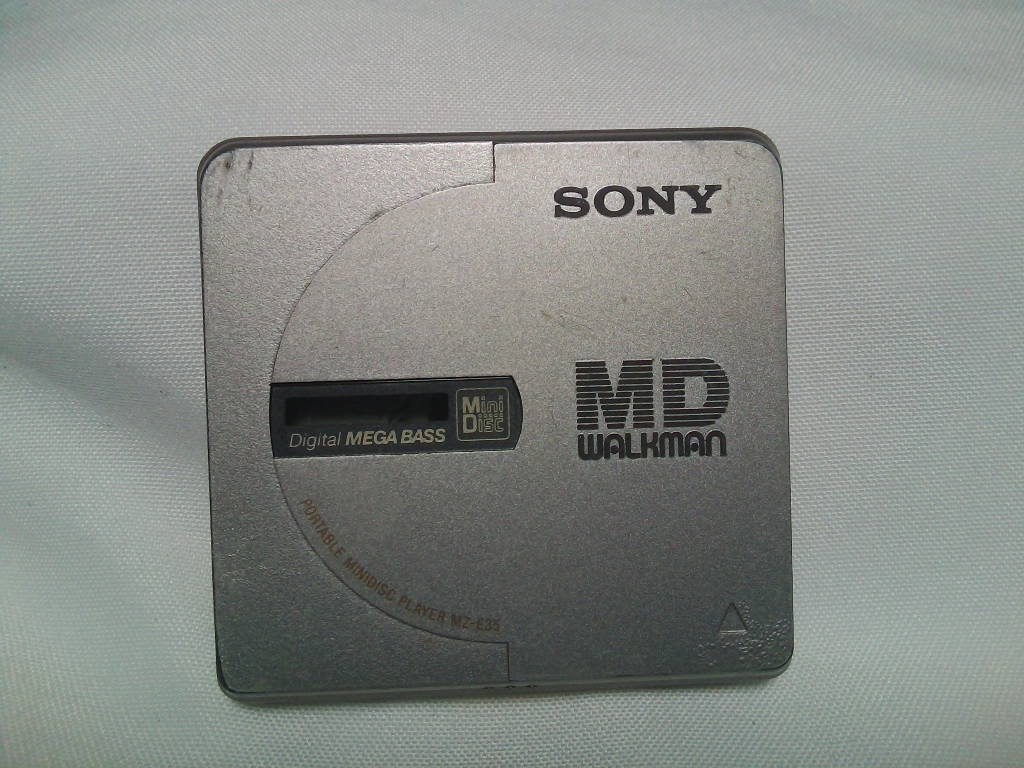 SONY
MD
WALKMAN
Mini
Disc
Digital MEGA BASS
PORTABLE MINIDISC PLAYER MZ-E35